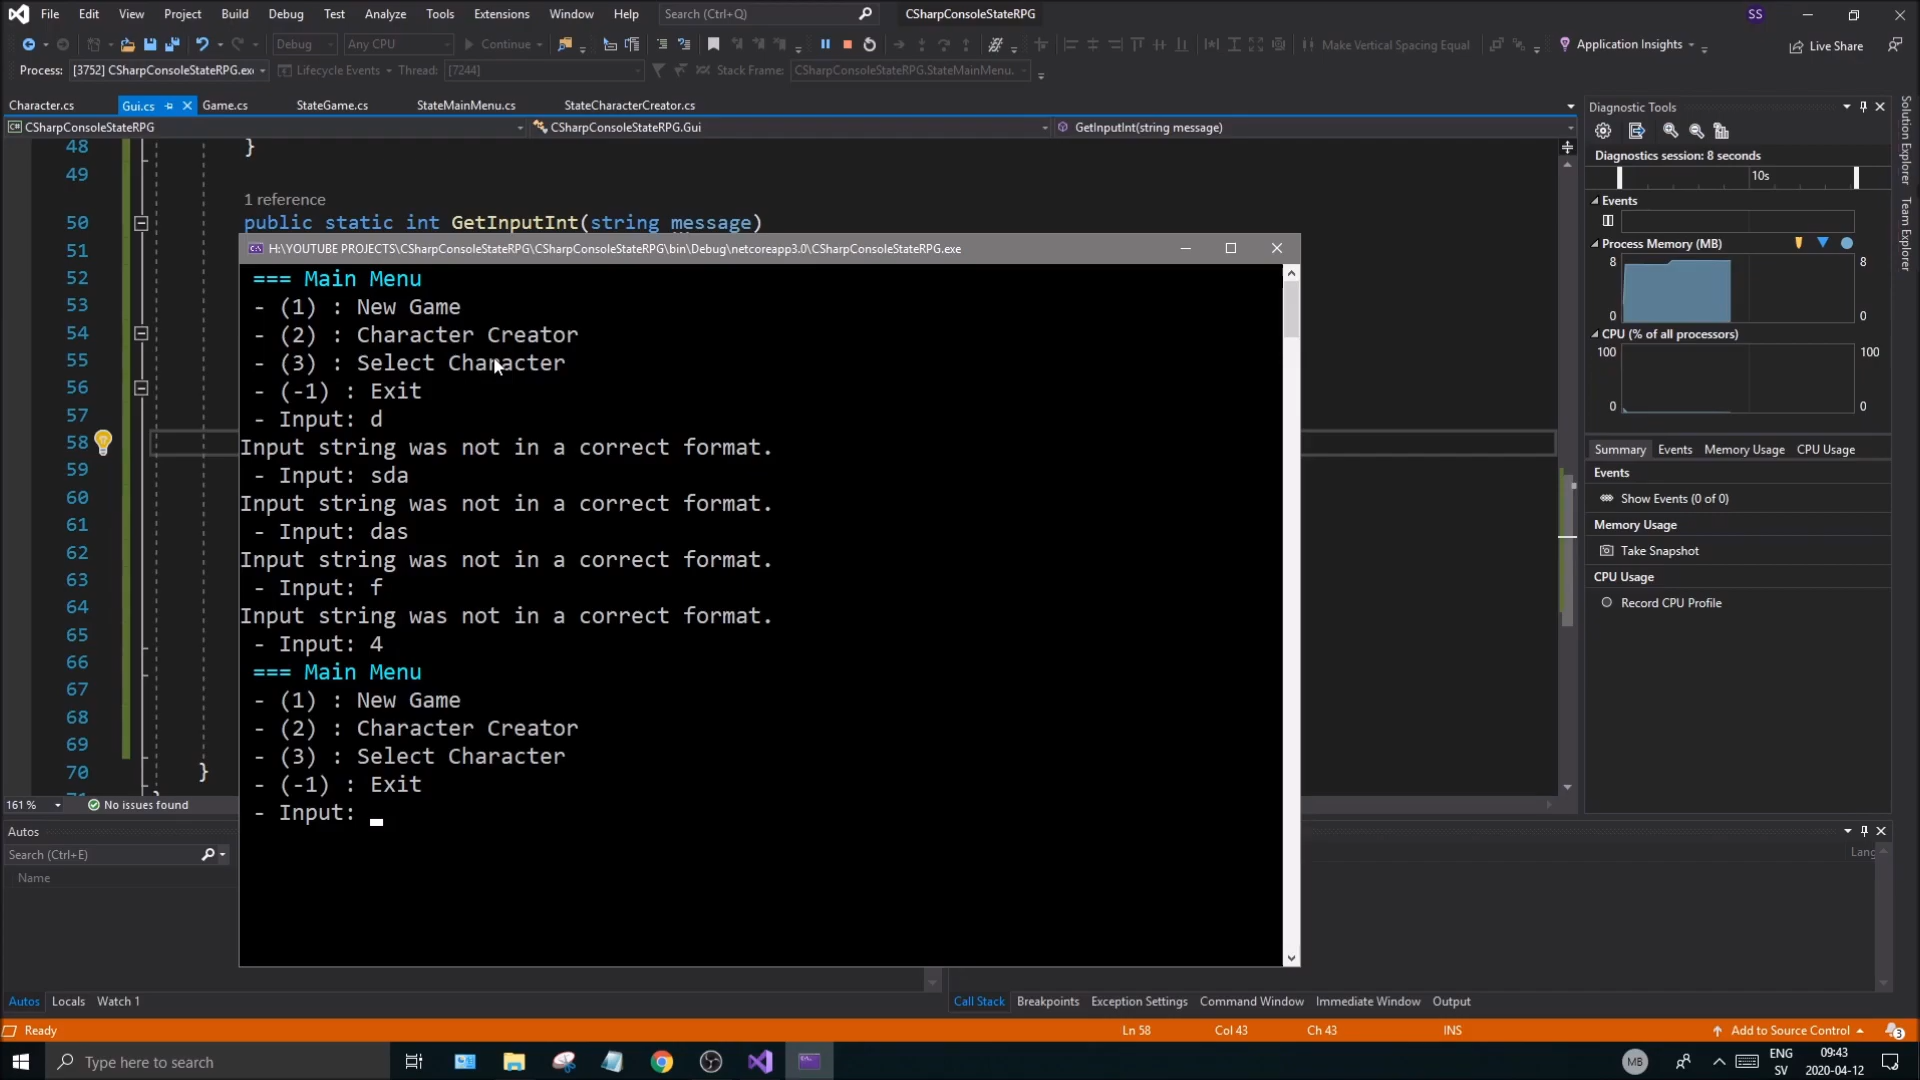 File Edit View Project Build Debug Test Analyze Tools Extensions Window Help Search (Ctrl+Q) CSharpConsoleStateRPG SS
Debug Any CPU Continue Make Vertical Spacing Equal Application Insights Live Share
Process: [3752] CSharpConsoleStateRPG.exe Lifecycle Events Thread: [7244] Stack Frame: CSharpConsoleStateRPG.StateMainMenu.
Character.cs Gui.cs Game.cs StateGame.cs StateMainMenu.cs StateCharacterCreator.cs
CSharpConsoleStateRPG CSharpConsoleStateRPG.Gui GetInputInt(string message)
48 }
49
1 reference
50 public static int GetInputInt(string message)
51
52
53
54
55
56
57
58
59
60
61
62
63
64
65
66
67
68
69
70 }
H:\YOUTUBE PROJECTS\CSharpConsoleStateRPG\CSharpConsoleStateRPG\bin\Debug\netcoreapp3.0\CSharpConsoleStateRPG.exe
=== Main Menu
- (1) : New Game
- (2) : Character Creator
- (3) : Select Character
- (-1) : Exit
- Input: d
Input string was not in a correct format.
- Input: sda
Input string was not in a correct format.
- Input: das
Input string was not in a correct format.
- Input: f
Input string was not in a correct format.
- Input: 4
=== Main Menu
- (1) : New Game
- (2) : Character Creator
- (3) : Select Character
- (-1) : Exit
- Input:
Diagnostic Tools
Diagnostics session: 8 seconds
10s
Events
Process Memory (MB)
8 8
0 0
CPU (% of all processors)
100 100
0 0
Summary Events Memory Usage CPU Usage
Events
Show Events (0 of 0)
Memory Usage
Take Snapshot
CPU Usage
Record CPU Profile
Solution Explorer
Team Explorer
161 % No issues found
Autos
Search (Ctrl+E)
Name
Lang
Autos Locals Watch 1
Call Stack Breakpoints Exception Settings Command Window Immediate Window Output
Ready Ln 58 Col 43 Ch 43 INS Add to Source Control 3
Type here to search MB ENG SV 09:43 2020-04-12